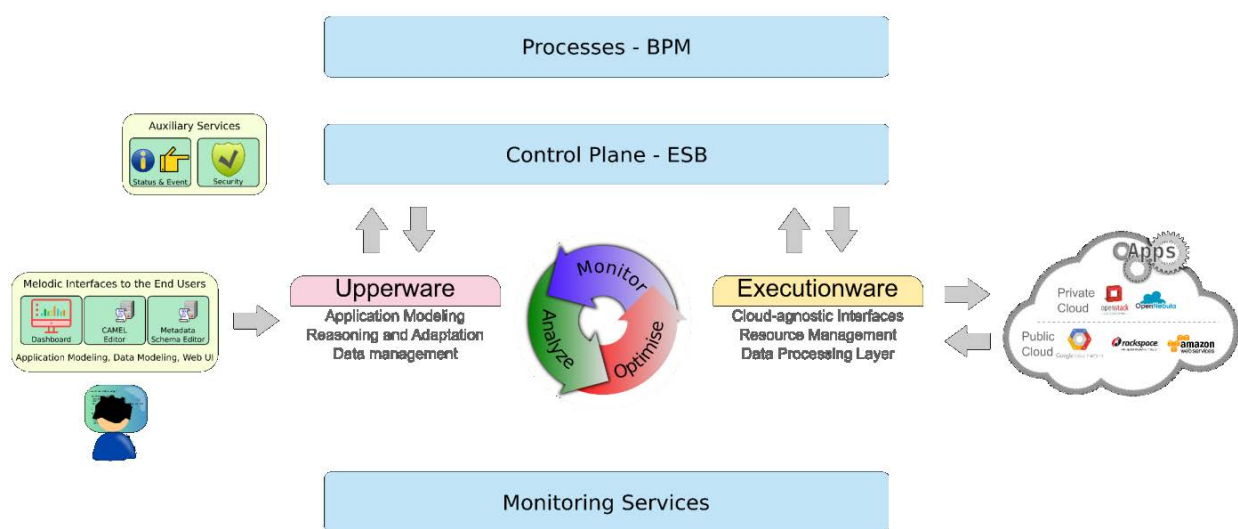 Processes - BPM
Auxiliary Services
Status & Event
Security
Control Plane - ESB
Melodic Interfaces to the End Users
Dashboard
CAMEL
Editor
Metadata
Schema Editor
Application Modeling, Data Modeling, Web UI
Upperware
Application Modeling
Reasoning and Adaptation
Data management
Monitor
Analyze
Optimise
Executionware
Cloud-agnostic Interfaces
Resource Management
Data Processing Layer
Apps
Private
Cloud
openstack
OpenNebula
Public
Cloud
Google
rackspace
amazon
web services
Monitoring Services